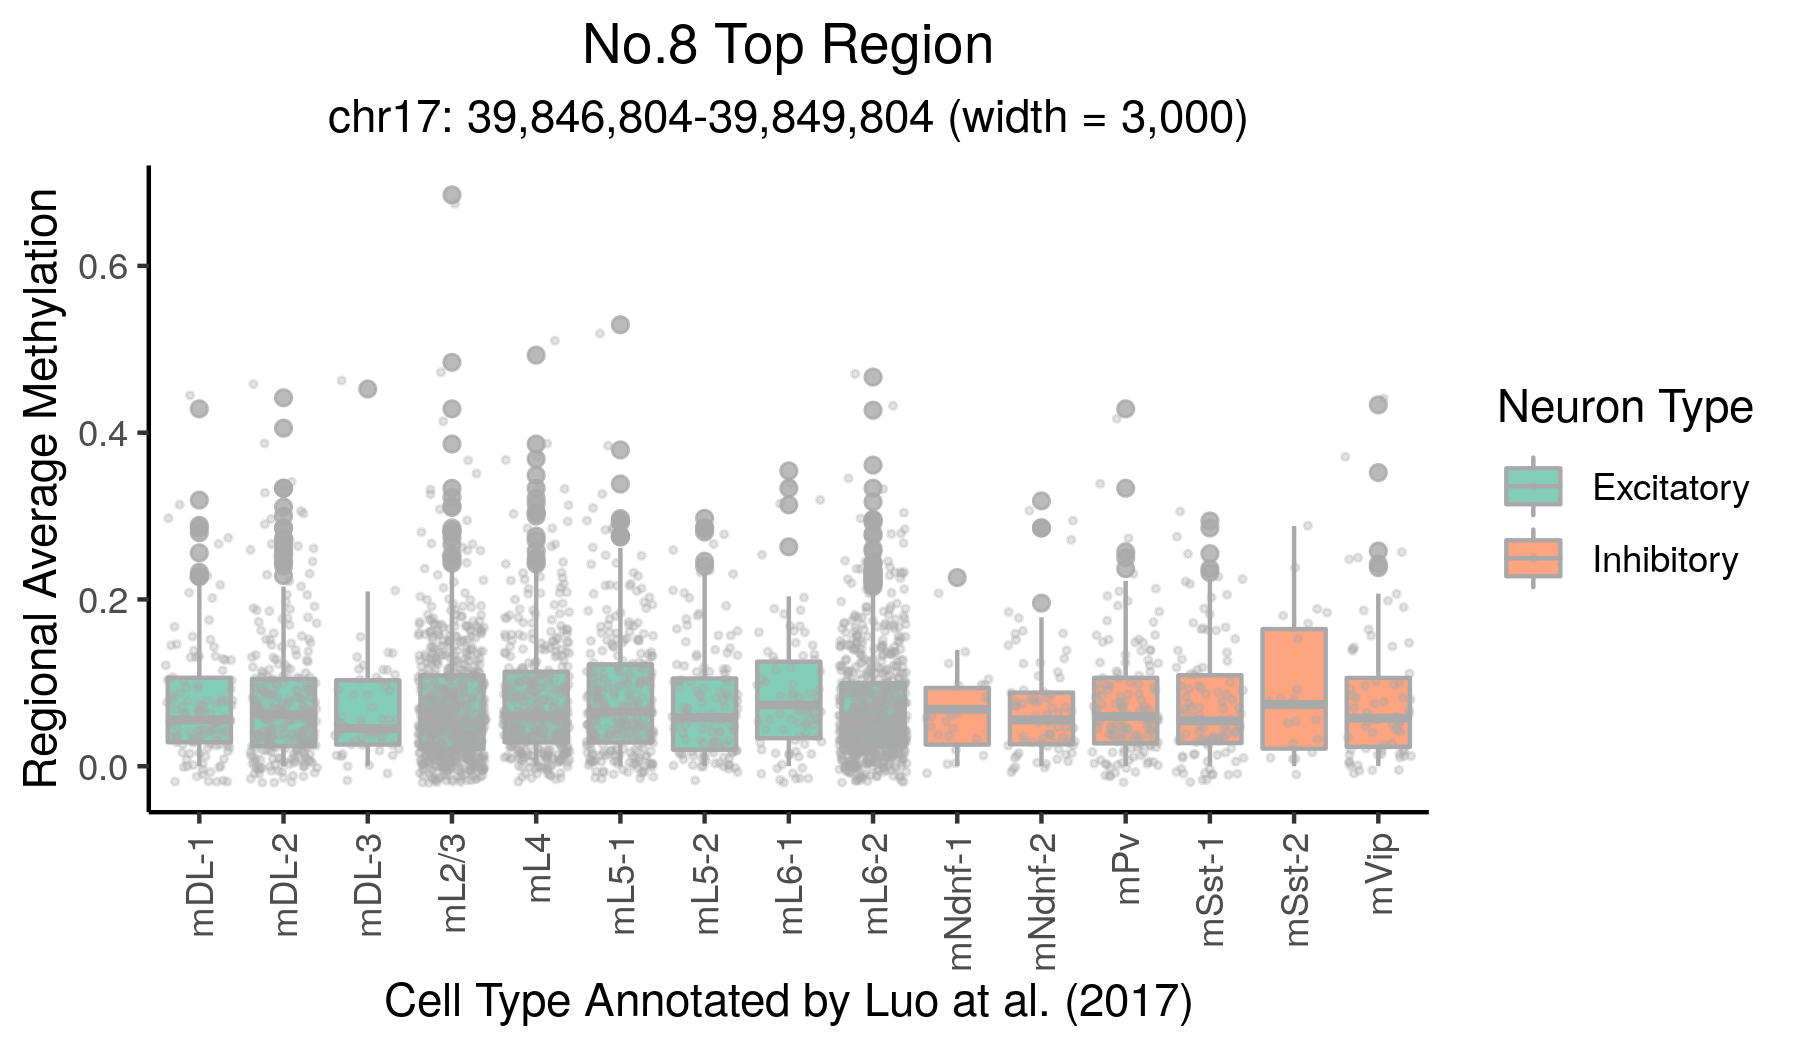 No.8 Top Region
chr17: 39,846,804-39,849,804 (width = 3,000)
Regional Average Methylation
0.6
0.4
0.2
0.0
mDL-1
mDL-2
mDL-3
mL2/3
mL4
mL5-1
mL5-2
mL6-1
mL6-2
mNdnf-1
mNdnf-2
mPv
mSst-1
mSst-2
mVip
Cell Type Annotated by Luo at al. (2017)
Neuron Type
Excitatory
Inhibitory